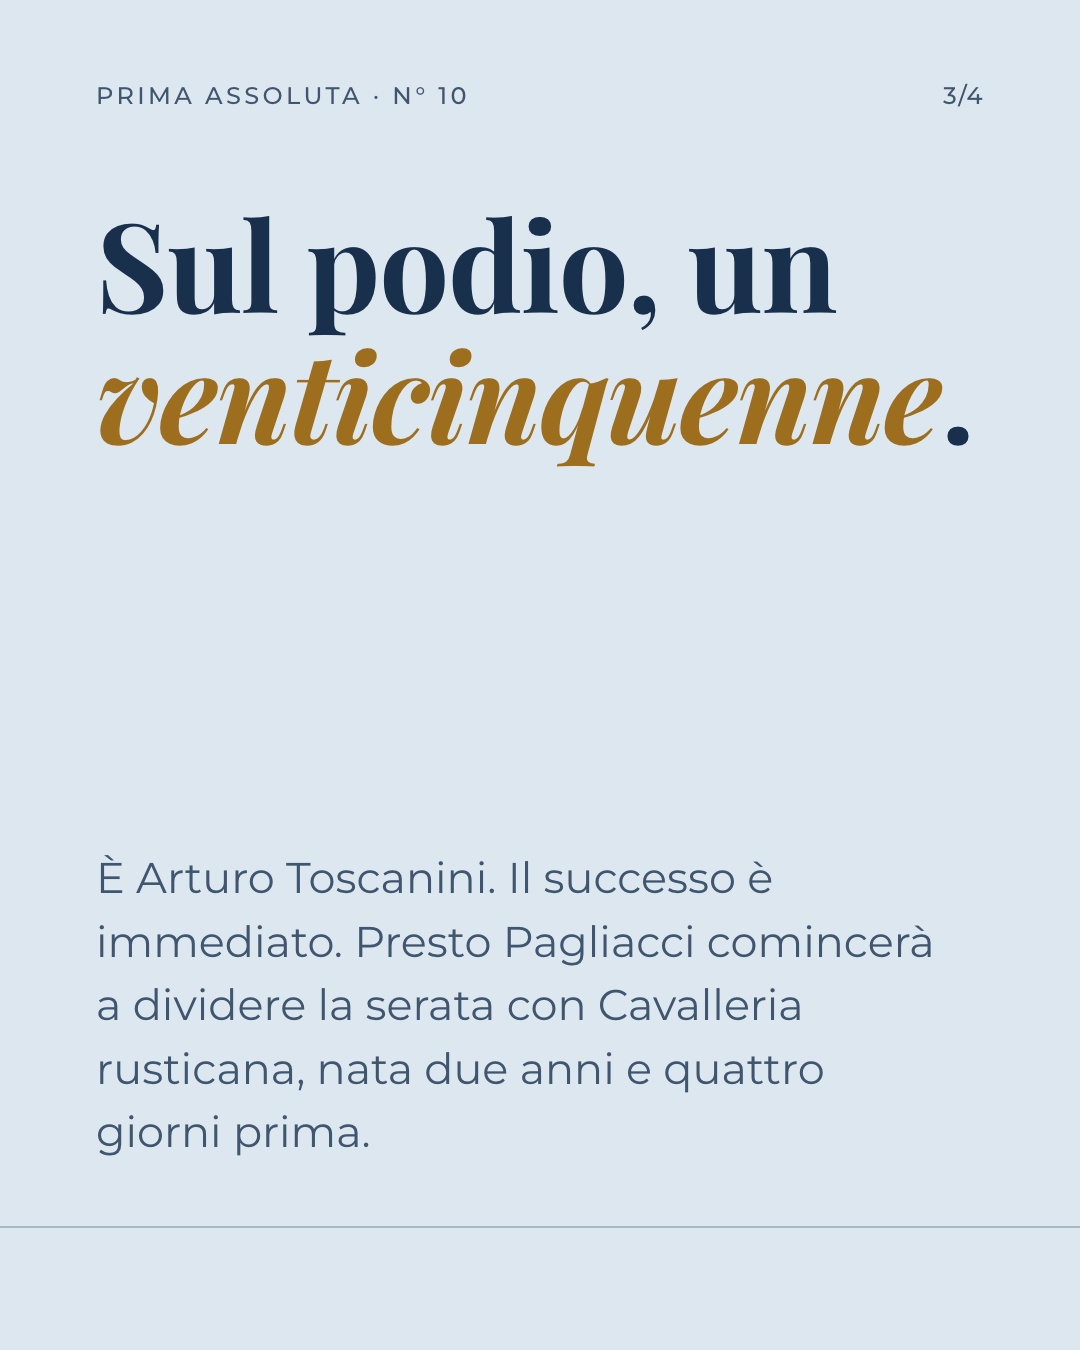 PRIMA ASSOLUTA · N° 10
3/4
Sul podio, un
venticinquenne.
È Arturo Toscanini. Il successo è
immediato. Presto Pagliacci comincerà
a dividere la serata con Cavalleria
rusticana, nata due anni e quattro
giorni prima.